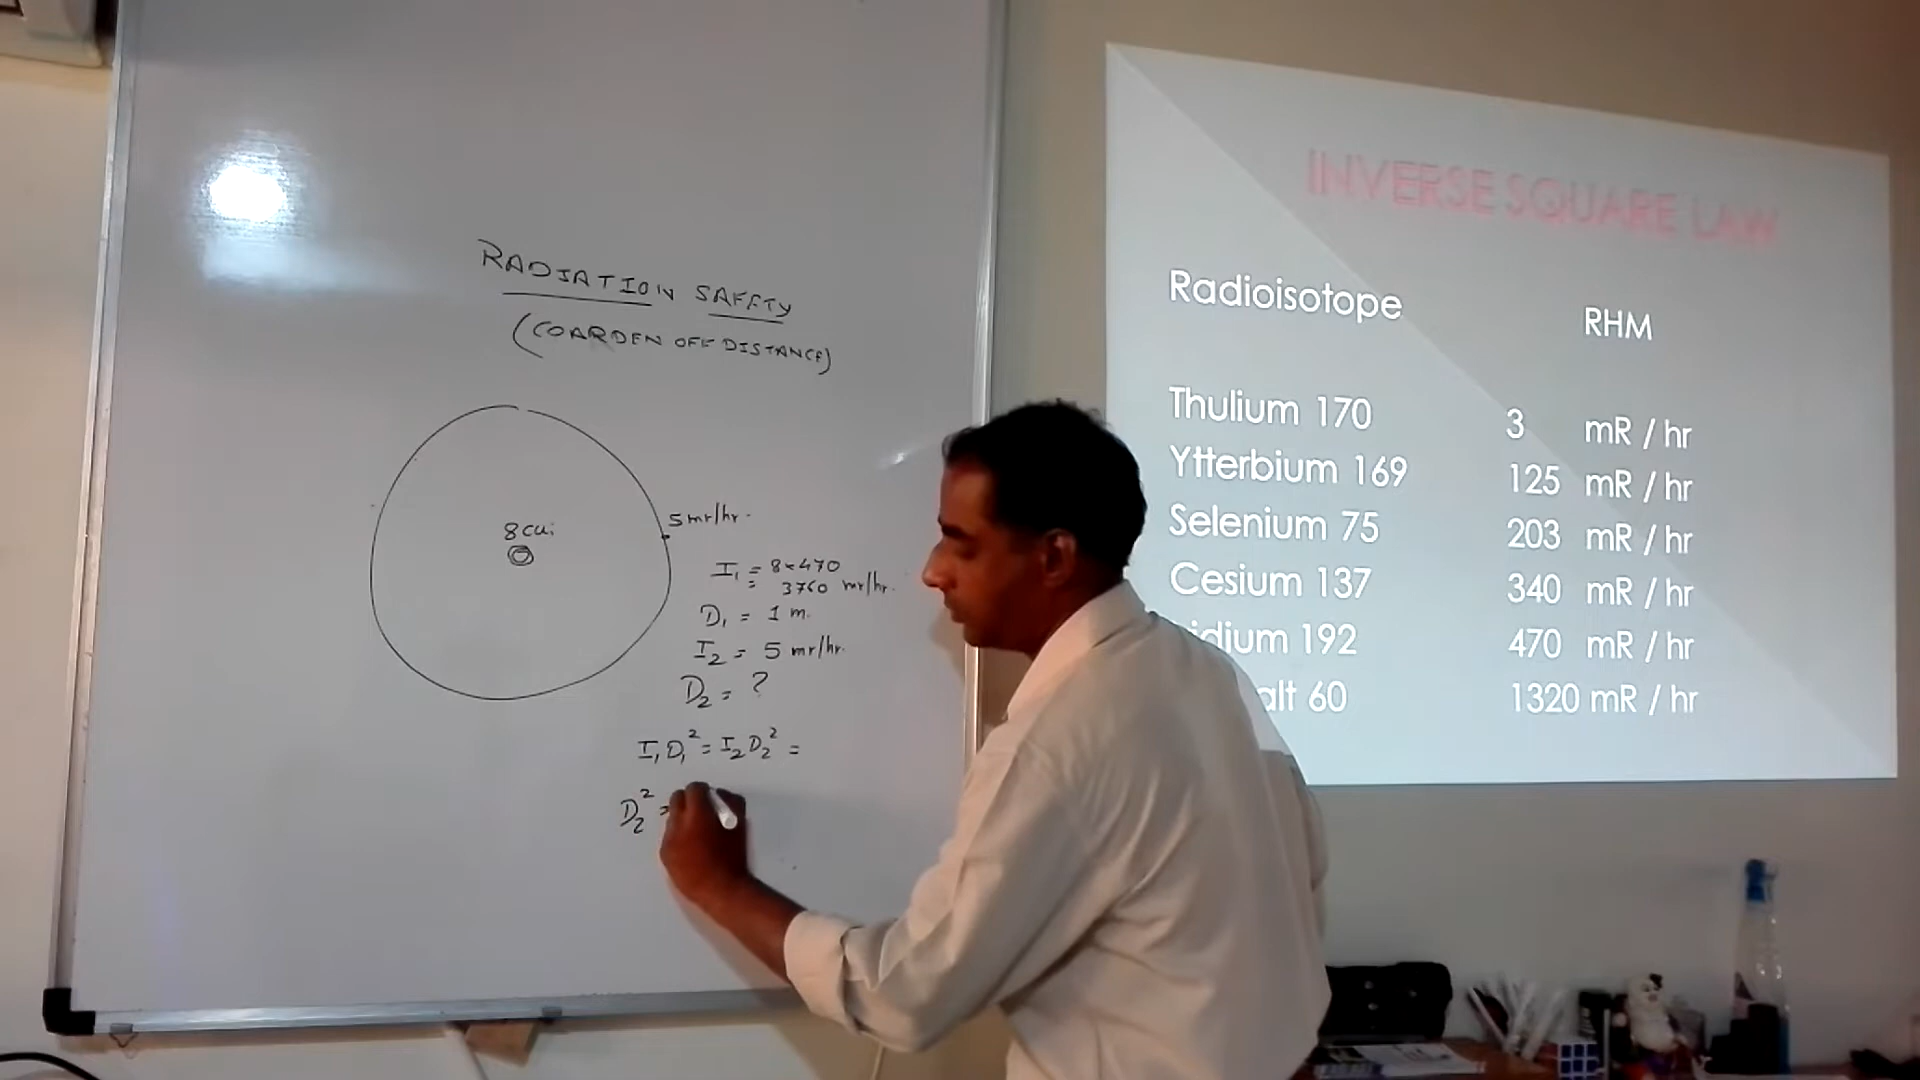 RADIATION SAFETY
(COARDEN OFF DISTANCE)
8 cui
5 mr/hr.
I₁ = 8×470
= 3760 mr/hr.
D₁ = 1 m.
I₂ = 5 mr/hr.
D₂ = ?
I₁D₁² = I₂D₂² =
D₂² =
INVERSE SQUARE LAW
Radioisotope RHM
Thulium 170 3 mR / hr
Ytterbium 169 125 mR / hr
Selenium 75 203 mR / hr
Cesium 137 340 mR / hr
idium 192 470 mR / hr
alt 60 1320 mR / hr